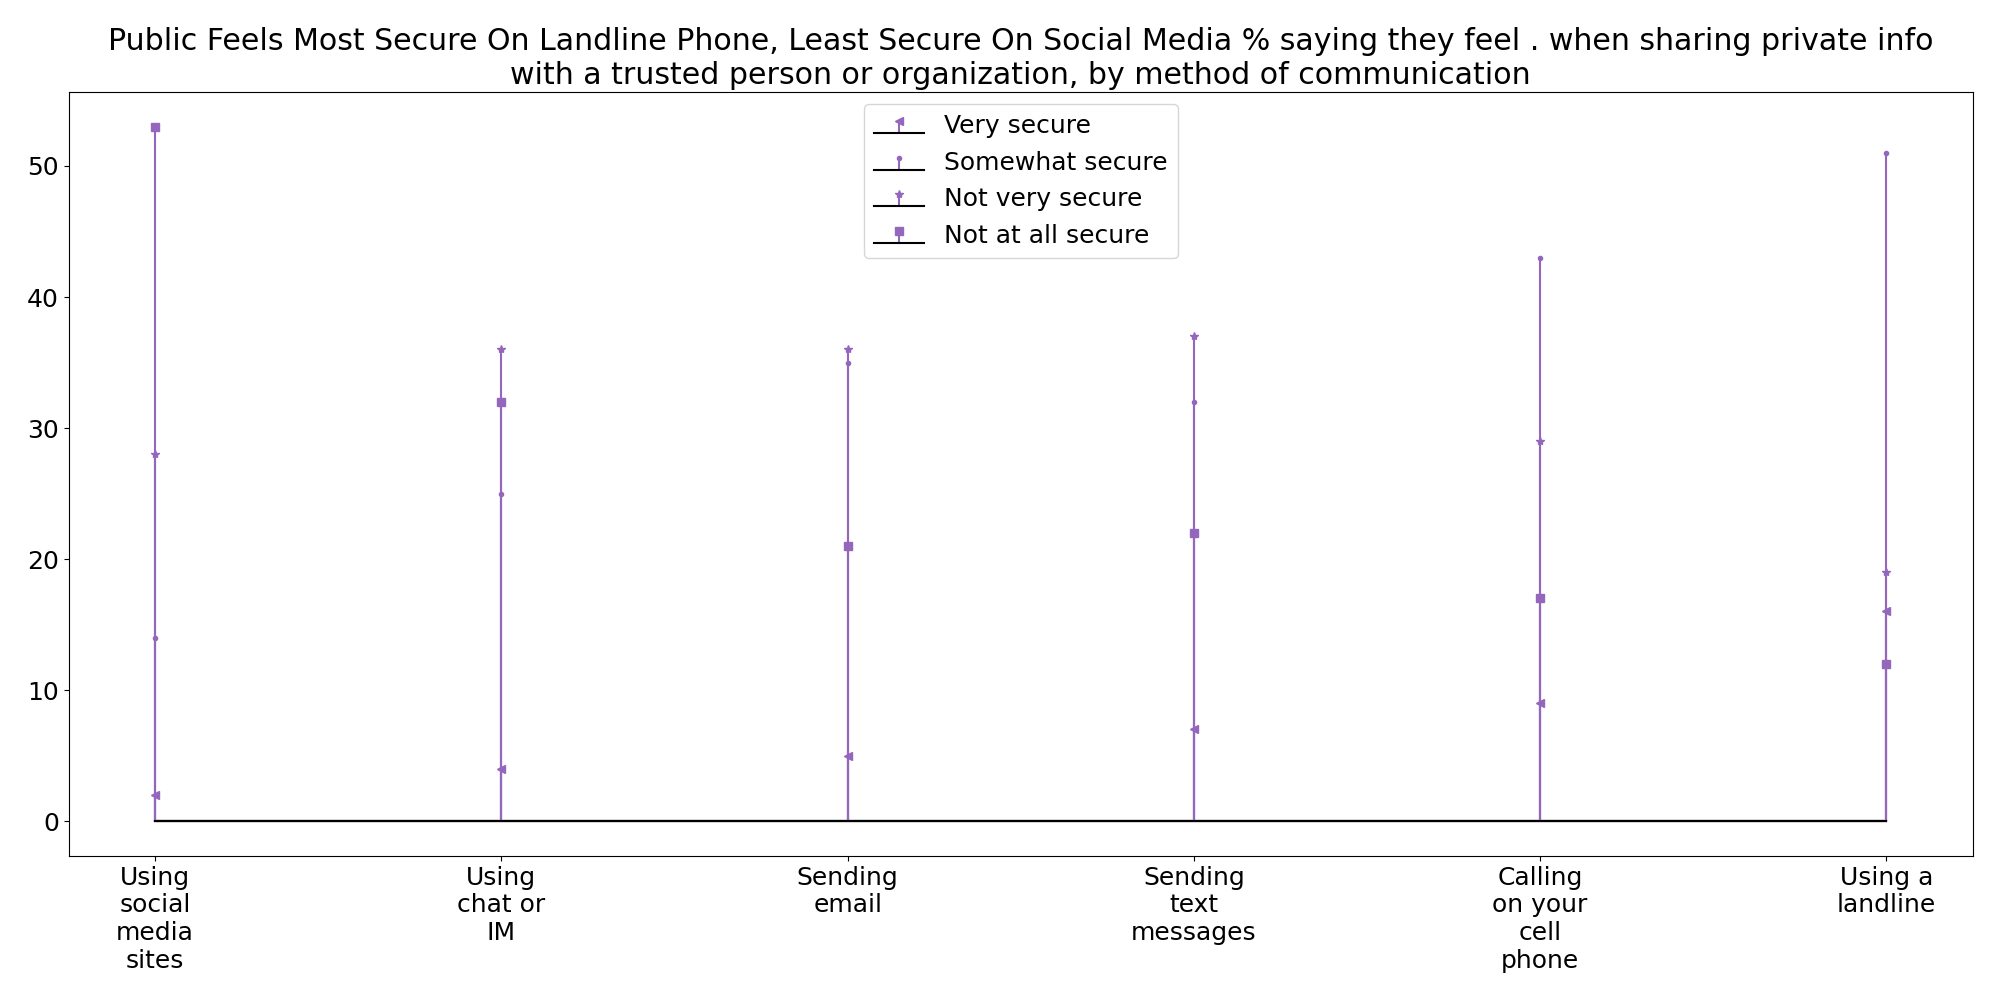 Public Feels Most Secure On Landline Phone, Least Secure On Social Media % saying they feel . when sharing private info
with a trusted person or organization, by method of communication
Very secure
Somewhat secure
Not very secure
Not at all secure
50
40
30
20
10
0
Using
social
media
sites
Using
chat or
IM
Sending
email
Sending
text
messages
Calling
on your
cell
phone
Using a
landline